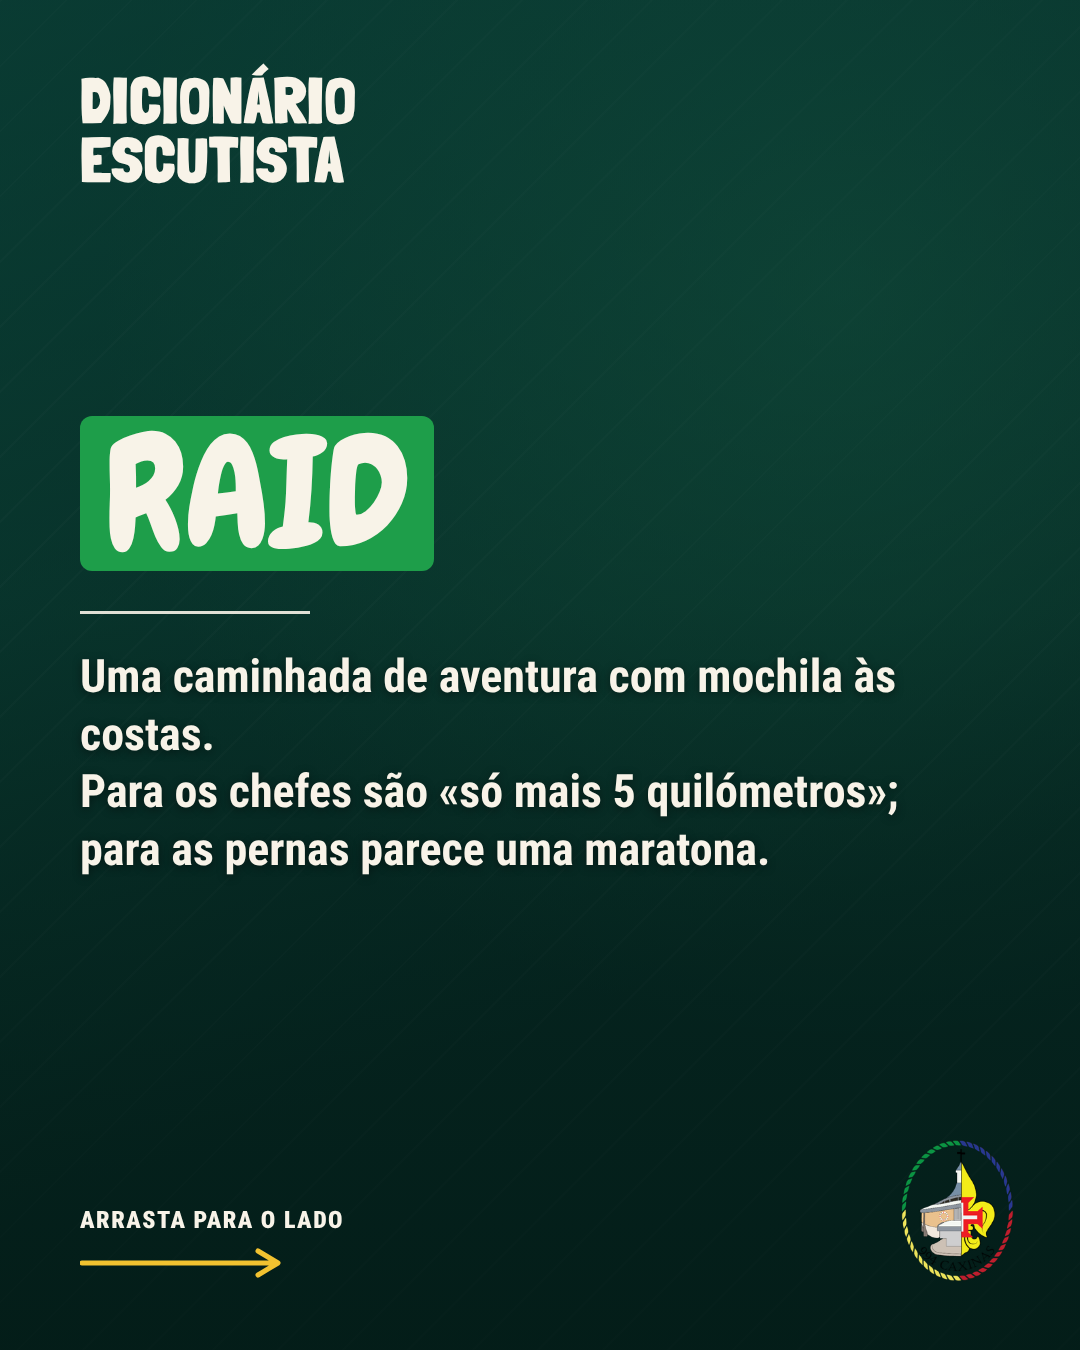 DICIONÁRIO
ESCUTISTA
RAID
Uma caminhada de aventura com mochila às
costas.
Para os chefes são «só mais 5 quilómetros»;
para as pernas parece uma maratona.
ARRASTA PARA O LADO
CAXINAS